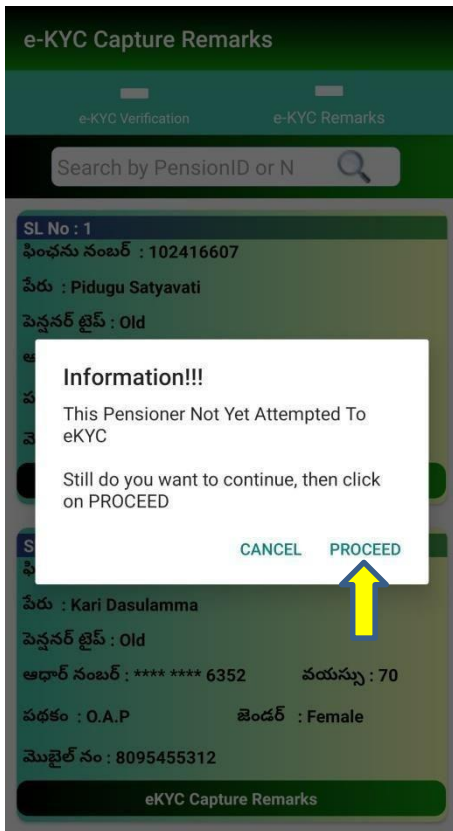 e-KYC Capture Remarks
e-KYC Verification
e-KYC Remarks
Search by PensionID or N
SL No : 1
ఫించను నంబర్ : 102416607
పేరు : Pidugu Satyavati
పెన్షనర్ టైప్ : Old
Information!!!
This Pensioner Not Yet Attempted To
eKYC
Still do you want to continue, then click
on PROCEED
CANCEL PROCEED
పేరు : Kari Dasulamma
పెన్షనర్ టైప్ : Old
ఆధార్ నంబర్ : **** **** 6352 వయస్సు : 70
పథకం : O.A.P జెండర్ : Female
మొబైల్ నం : 8095455312
eKYC Capture Remarks